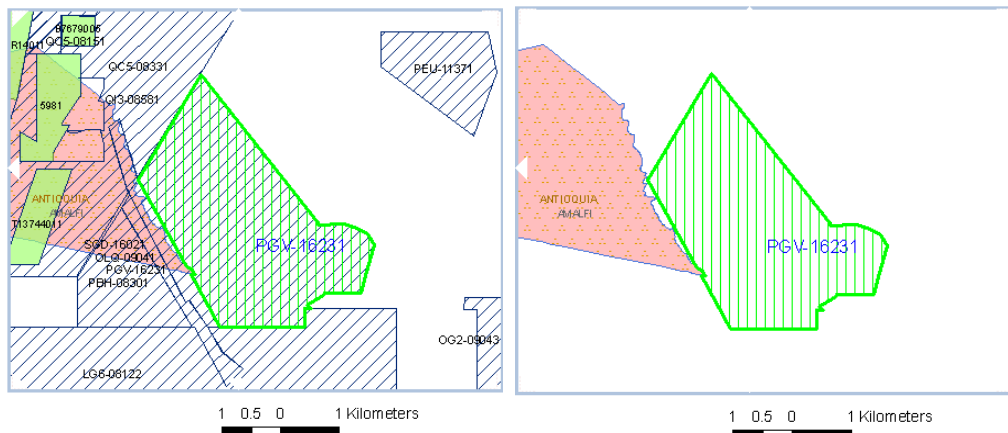 B7679005
R14011
QC5-08151
QC5-08331
PEU-11371
5981
QI3-08581
ANTIOQUIA
AMALFI
T13744011
PGV-16231
SGD-16021
OLQ-09041
PGV-16231
PBH-08301
OG2-09043
LG6-08122
1 0.5 0 1 Kilometers
ANTIOQUIA
AMALFI
PGV-16231
1 0.5 0 1 Kilometers